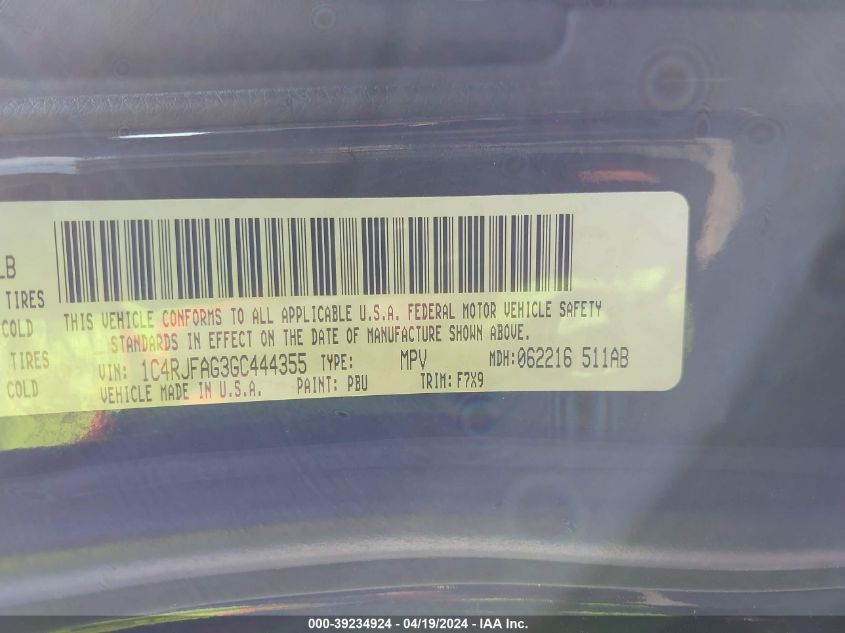 LB
TIRES
COLD
TIRES
COLD
THIS VEHICLE CONFORMS TO ALL APPLICABLE U.S.A. FEDERAL MOTOR VEHICLE SAFETY
STANDARDS IN EFFECT ON THE DATE OF MANUFACTURE SHOWN ABOVE.
VIN: 1C4RJFAG3GC444355 TYPE: MPV MDH: 062216 511AB
VEHICLE MADE IN U.S.A. PAINT: PBU TRIM: F7X9
000-39234924 - 04/19/2024 - IAA Inc.